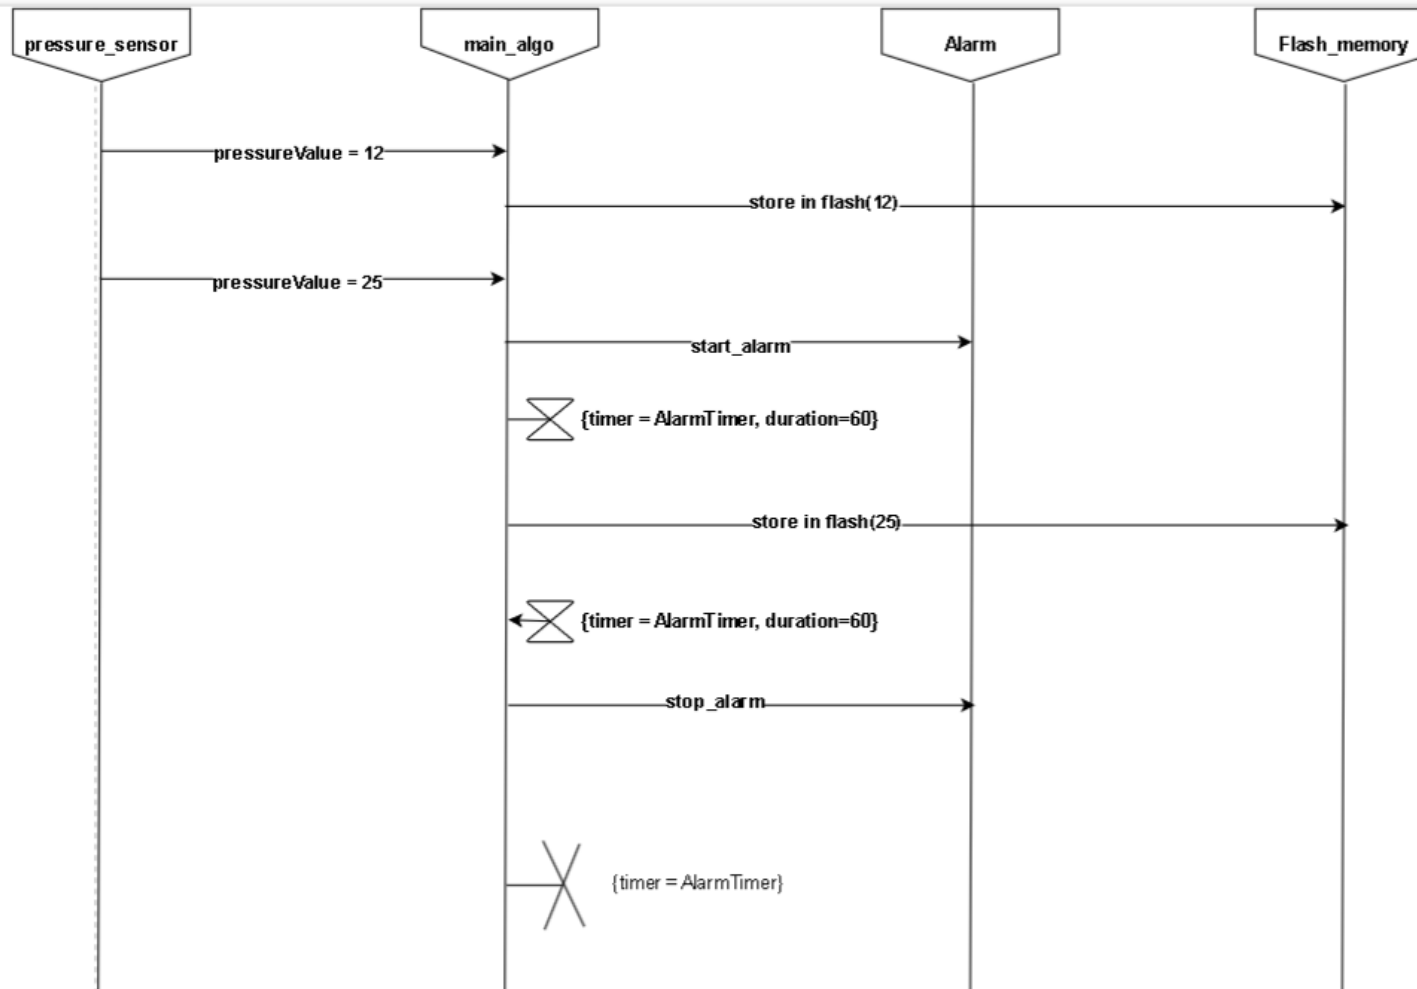 pressure_sensor
main_algo
Alarm
Flash_memory
pressureValue = 12
store in flash(12)
pressureValue = 25
start_alarm
{timer = AlarmTimer, duration=60}
store in flash(25)
{timer = AlarmTimer, duration=60}
stop_alarm
{timer = AlarmTimer}